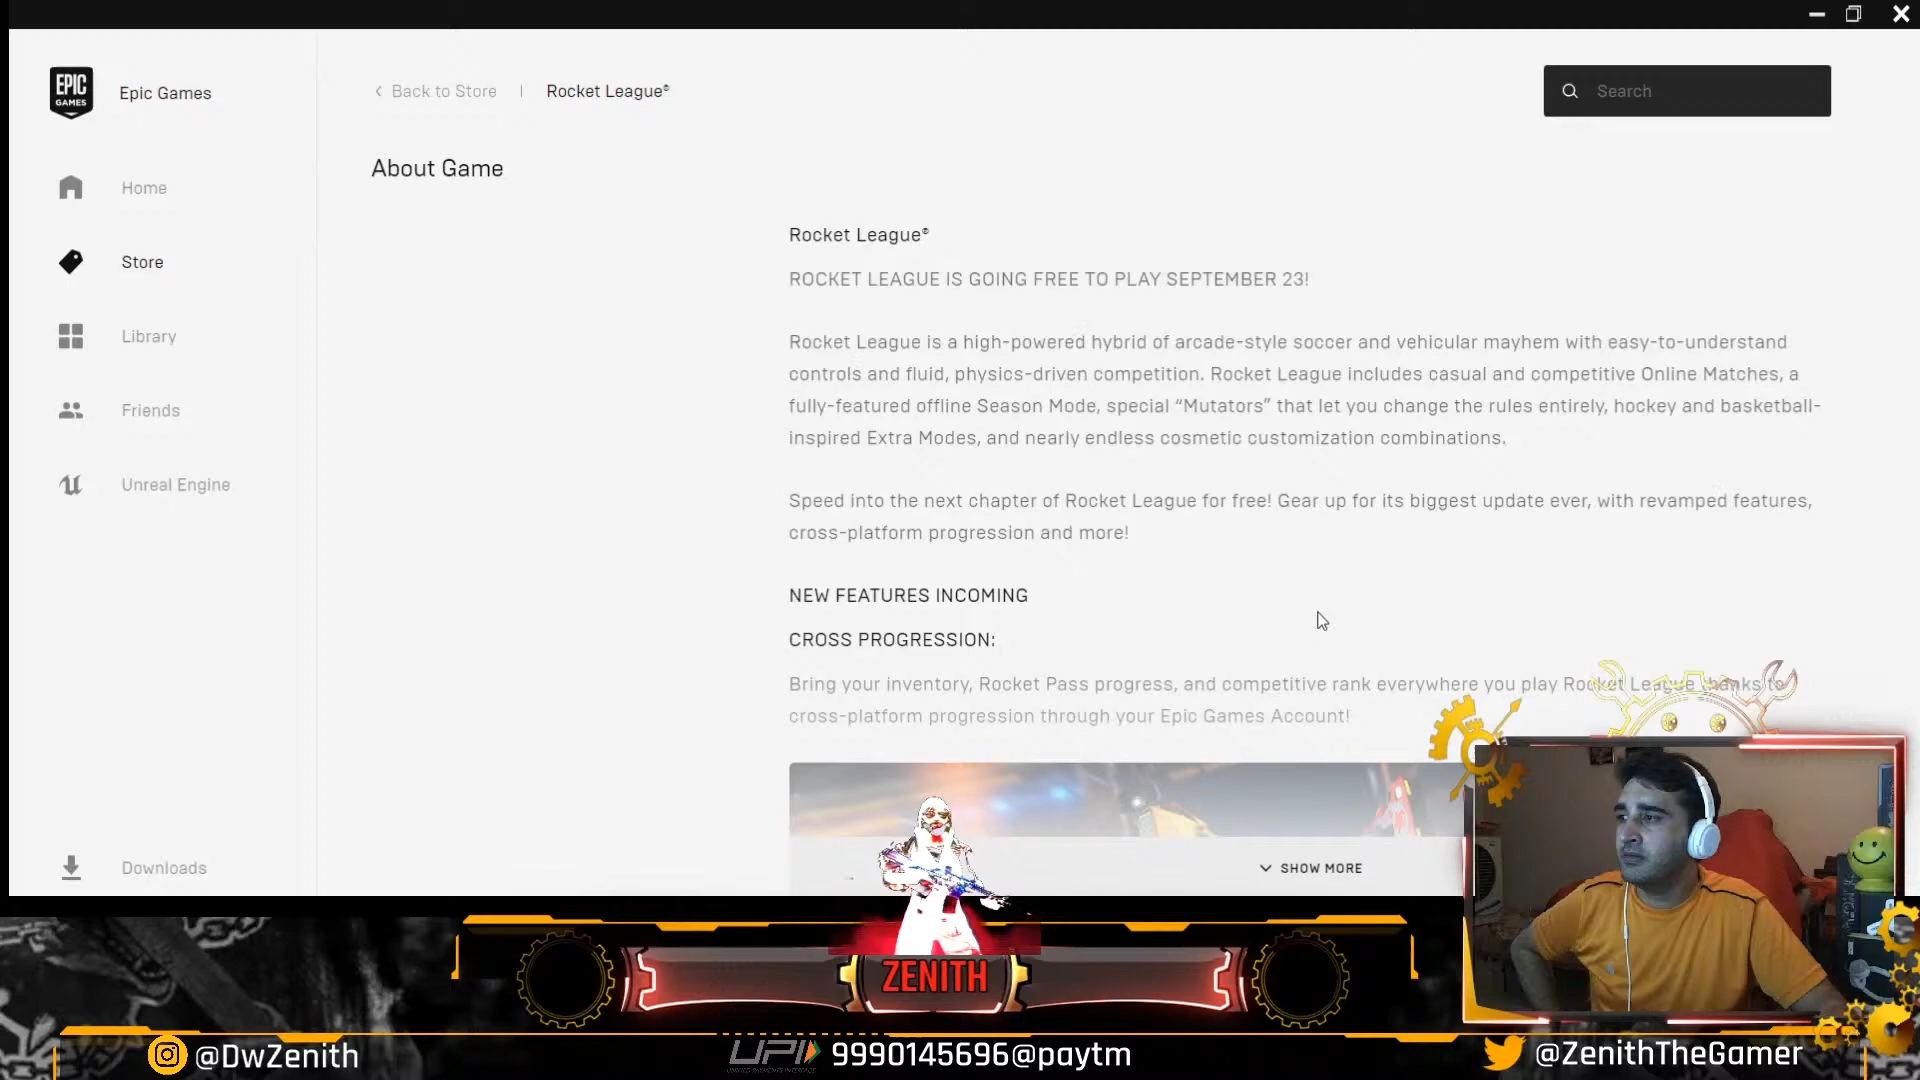 EPIC
GAMES
Epic Games
Back to Store
Rocket League®
Search
About Game
Home
Store
Library
Friends
Unreal Engine
Downloads
Rocket League®
ROCKET LEAGUE IS GOING FREE TO PLAY SEPTEMBER 23!
Rocket League is a high-powered hybrid of arcade-style soccer and vehicular mayhem with easy-to-understand
controls and fluid, physics-driven competition. Rocket League includes casual and competitive Online Matches, a
fully-featured offline Season Mode, special “Mutators” that let you change the rules entirely, hockey and basketball-
inspired Extra Modes, and nearly endless cosmetic customization combinations.
Speed into the next chapter of Rocket League for free! Gear up for its biggest update ever, with revamped features,
cross-platform progression and more!
NEW FEATURES INCOMING
CROSS PROGRESSION:
Bring your inventory, Rocket Pass progress, and competitive rank everywhere you play Rocket League thanks to
cross-platform progression through your Epic Games Account!
SHOW MORE
ZENITH
@DwZenith
UPI
UNIFIED PAYMENTS INTERFACE
9990145696@paytm
@ZenithTheGamer